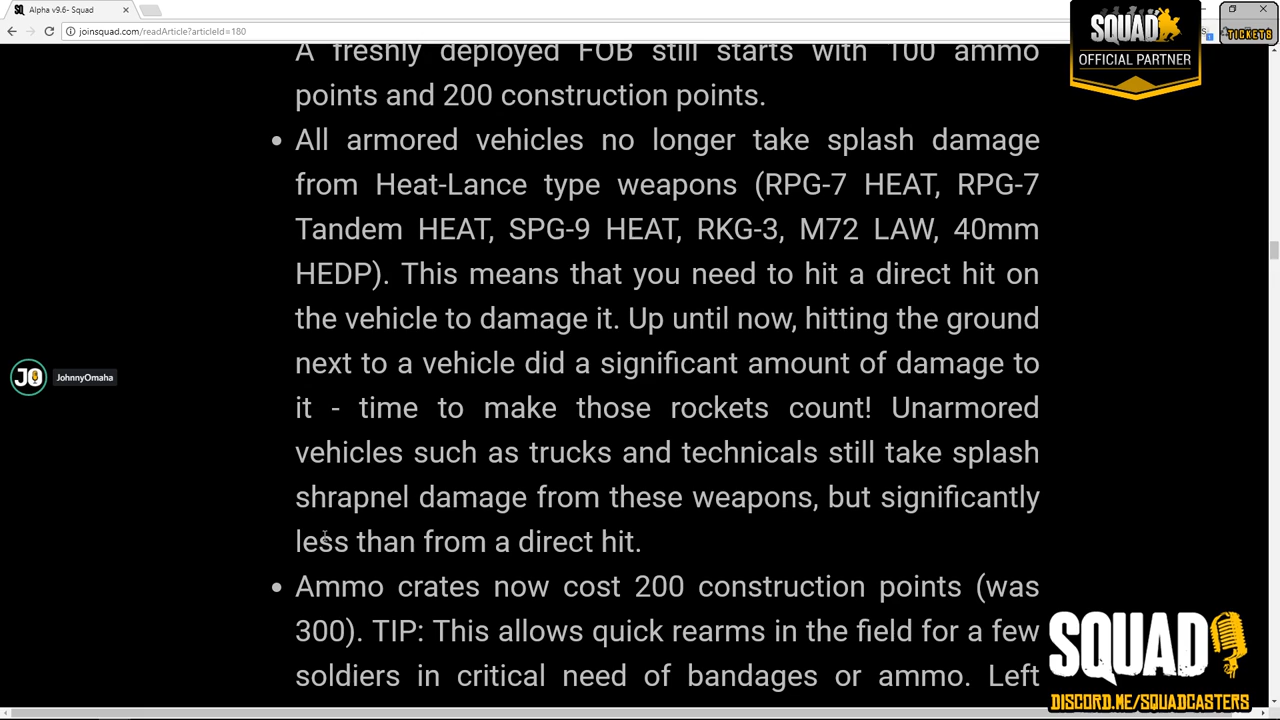 Alpha v9.6- Squad
joinsquad.com/readArticle?articleId=180
SQUAD
OFFICIAL PARTNER
TICKETS
A freshly deployed FOB still starts with 100 ammo
points and 200 construction points.
All armored vehicles no longer take splash damage
from Heat-Lance type weapons (RPG-7 HEAT, RPG-7
Tandem HEAT, SPG-9 HEAT, RKG-3, M72 LAW, 40mm
HEDP). This means that you need to hit a direct hit on
the vehicle to damage it. Up until now, hitting the ground
next to a vehicle did a significant amount of damage to
it - time to make those rockets count! Unarmored
vehicles such as trucks and technicals still take splash
shrapnel damage from these weapons, but significantly
less than from a direct hit.
Ammo crates now cost 200 construction points (was
300). TIP: This allows quick rearms in the field for a few
soldiers in critical need of bandages or ammo. Left
JO
JohnnyOmaha
SQUAD
DISCORD.ME/SQUADCASTERS